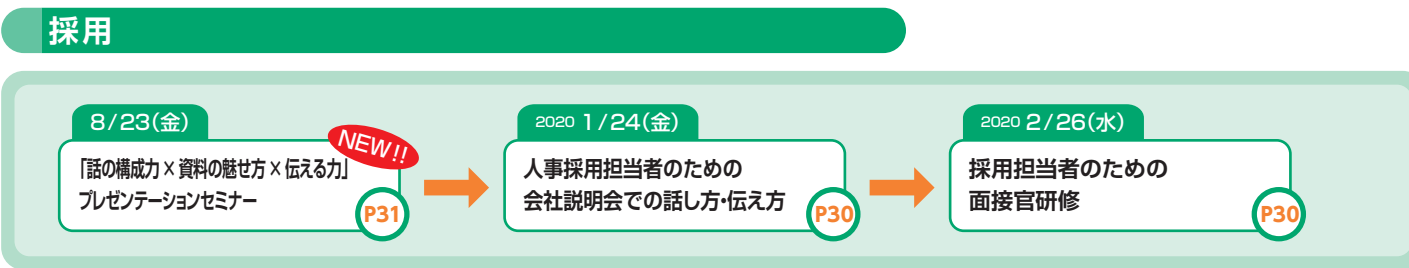 採用
8/23(金)
NEW!!
「話の構成力×資料の魅せ方×伝える力」
プレゼンテーションセミナー
P31
2020 1/24(金)
人事採用担当者のための
会社説明会での話し方・伝え方
P30
2020 2/26(水)
採用担当者のための
面接官研修
P30